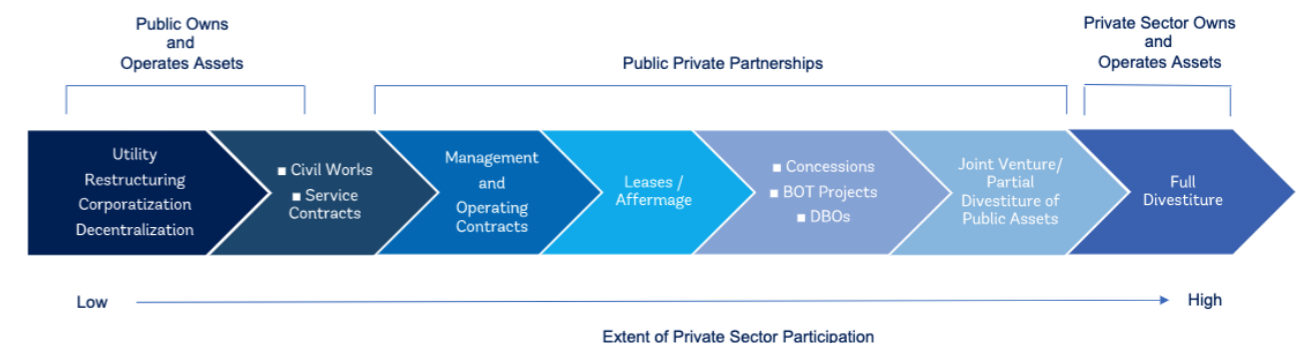 Public Owns
and
Operates Assets
Public Private Partnerships
Private Sector Owns
and
Operates Assets
Utility
Restructuring
Corporatization
Decentralization
■ Civil Works
■ Service
Contracts
Management
and
Operating
Contracts
Leases /
Affermage
■ Concessions
■ BOT Projects
■ DBOs
Joint Venture/
Partial
Divestiture of
Public Assets
Full
Divestiture
Low
High
Extent of Private Sector Participation